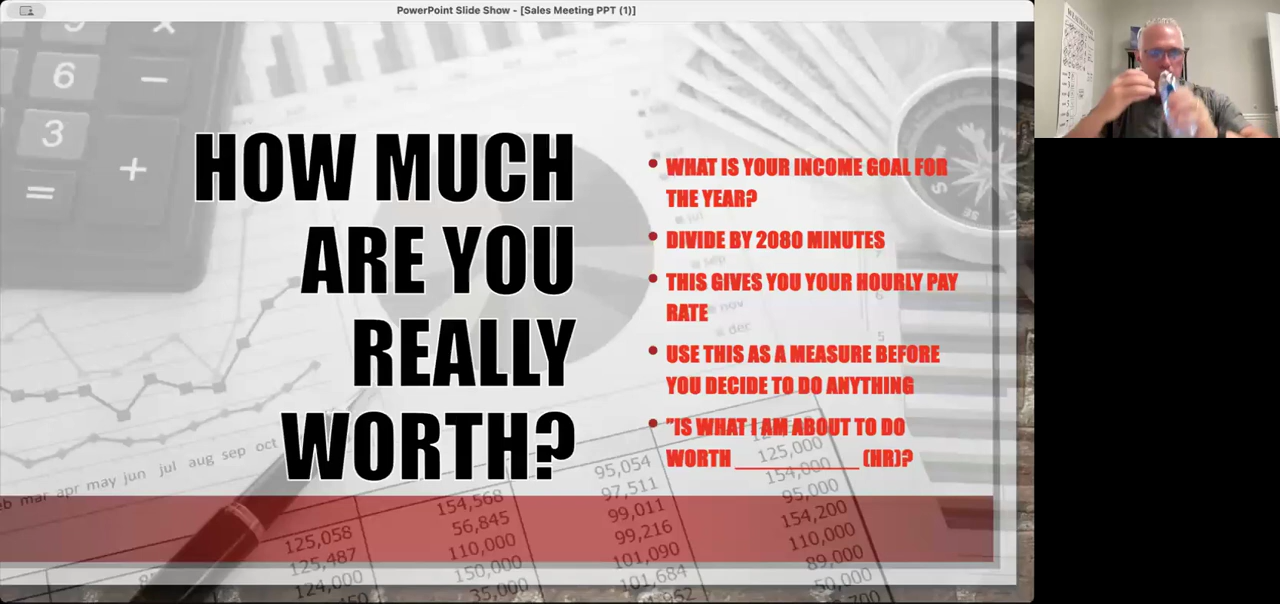 PowerPoint Slide Show - [Sales Meeting PPT (1)]
HOW MUCH
ARE YOU
REALLY
WORTH?
• WHAT IS YOUR INCOME GOAL FOR
THE YEAR?
• DIVIDE BY 2080 MINUTES
• THIS GIVES YOU YOUR HOURLY PAY
RATE
• USE THIS AS A MEASURE BEFORE
YOU DECIDE TO DO ANYTHING
• "IS WHAT I AM ABOUT TO DO
WORTH ____________ (HR)?
6 −
3 +
=
jul
sep
nov
dec
mar apr may jun jul aug sep oct
125,058
125,487
124,000
154,568
56,845
110,000
150,000
35,000
95,054
97,511
99,011
99,216
101,090
101,684
125,000
154,000
95,000
154,200
110,000
89,000
50,000